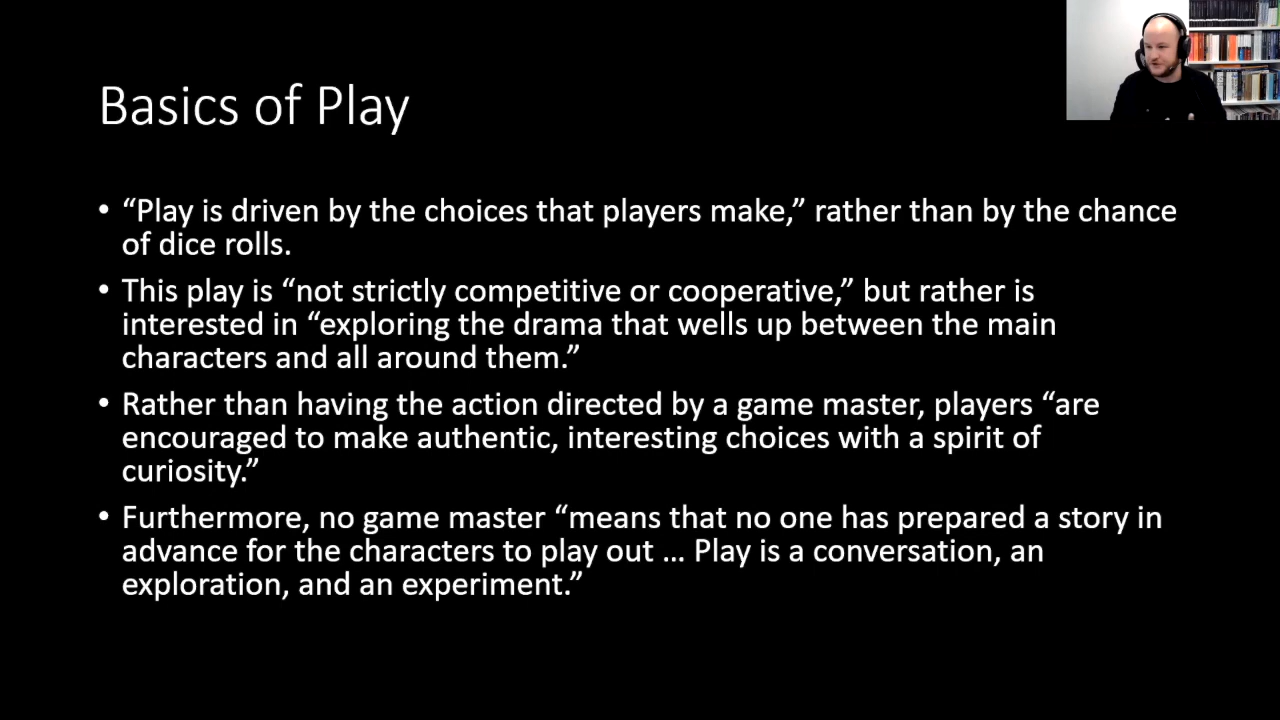 Basics of Play
• “Play is driven by the choices that players make,” rather than by the chance
of dice rolls.
• This play is “not strictly competitive or cooperative,” but rather is
interested in “exploring the drama that wells up between the main
characters and all around them.”
• Rather than having the action directed by a game master, players “are
encouraged to make authentic, interesting choices with a spirit of
curiosity.”
• Furthermore, no game master “means that no one has prepared a story in
advance for the characters to play out … Play is a conversation, an
exploration, and an experiment.”